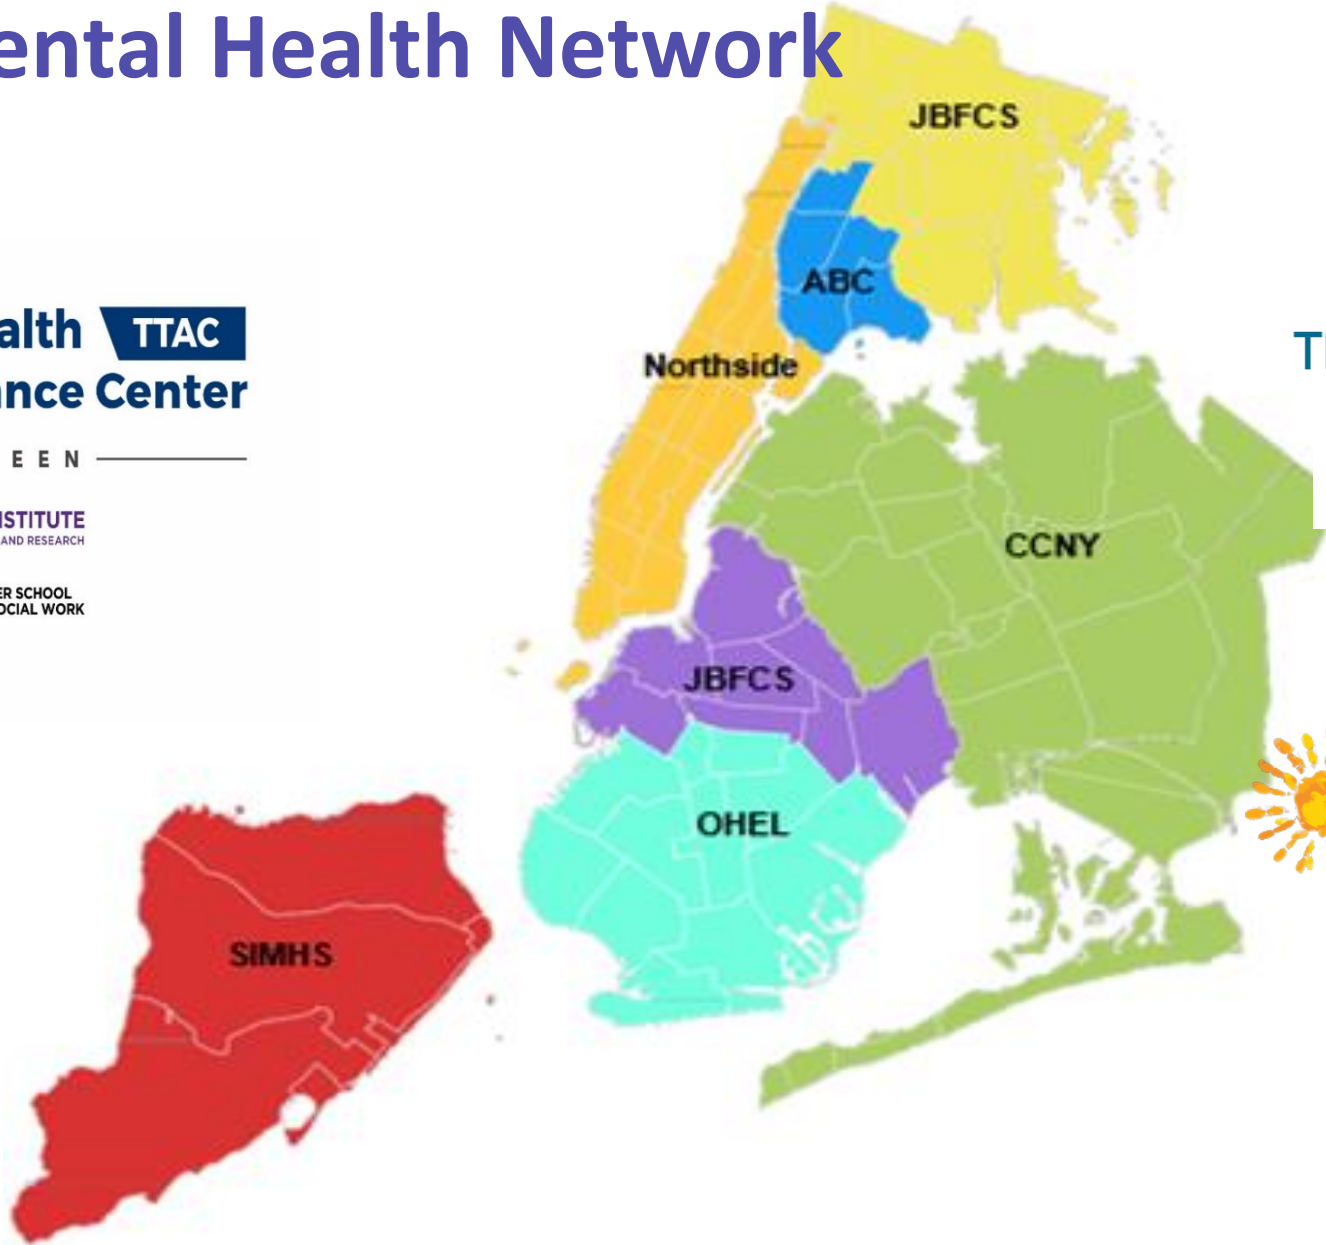 ental Health Network
JBFCS
ABC
Northside
CCNY
JBFCS
OHEL
SIMHS
alth TTAC
nce Center
EEN
STITUTE
AND RESEARCH
ER SCHOOL
OCIAL WORK